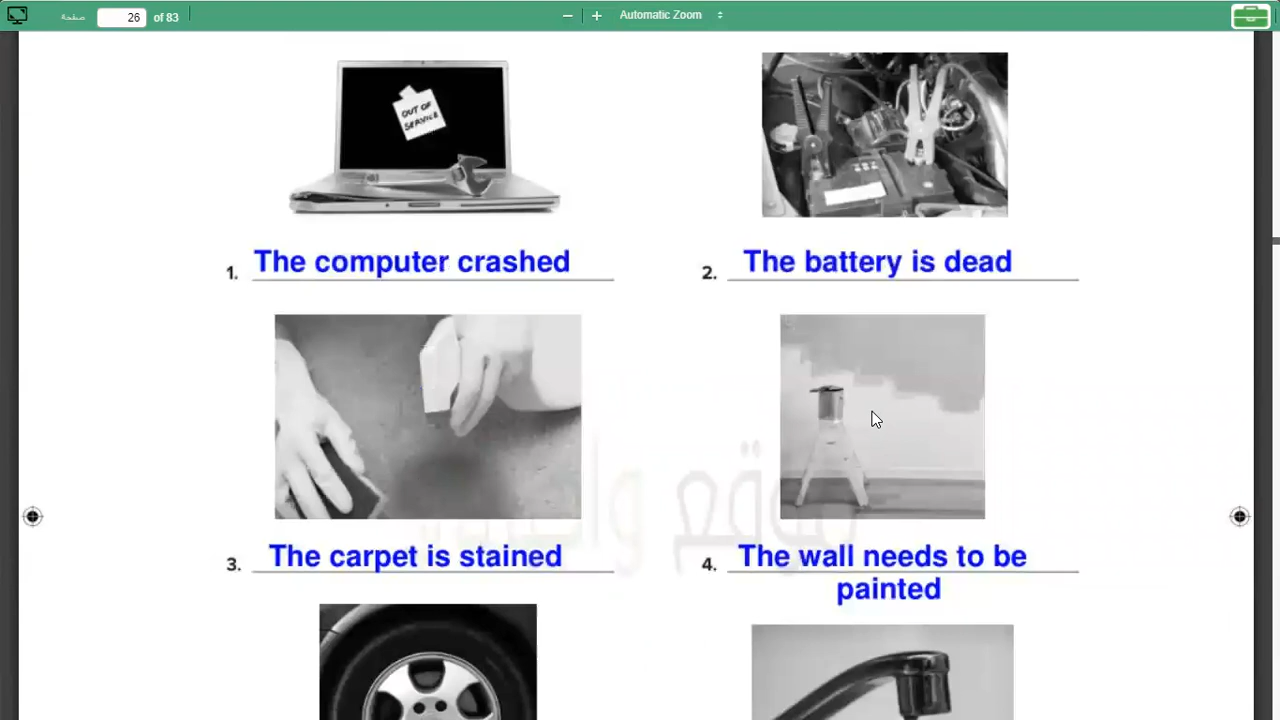 صفحة 26 of 83 Automatic Zoom
OUT OF
SERVICE
1. The computer crashed
2. The battery is dead
3. The carpet is stained
4. The wall needs to be
painted
موقع